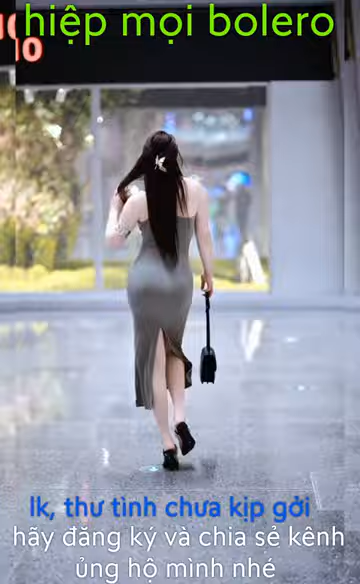 hiệp mọi bolero
lk, thư tình chưa kịp gởi
hãy đăng ký và chia sẻ kênh
ủng hộ mình nhé